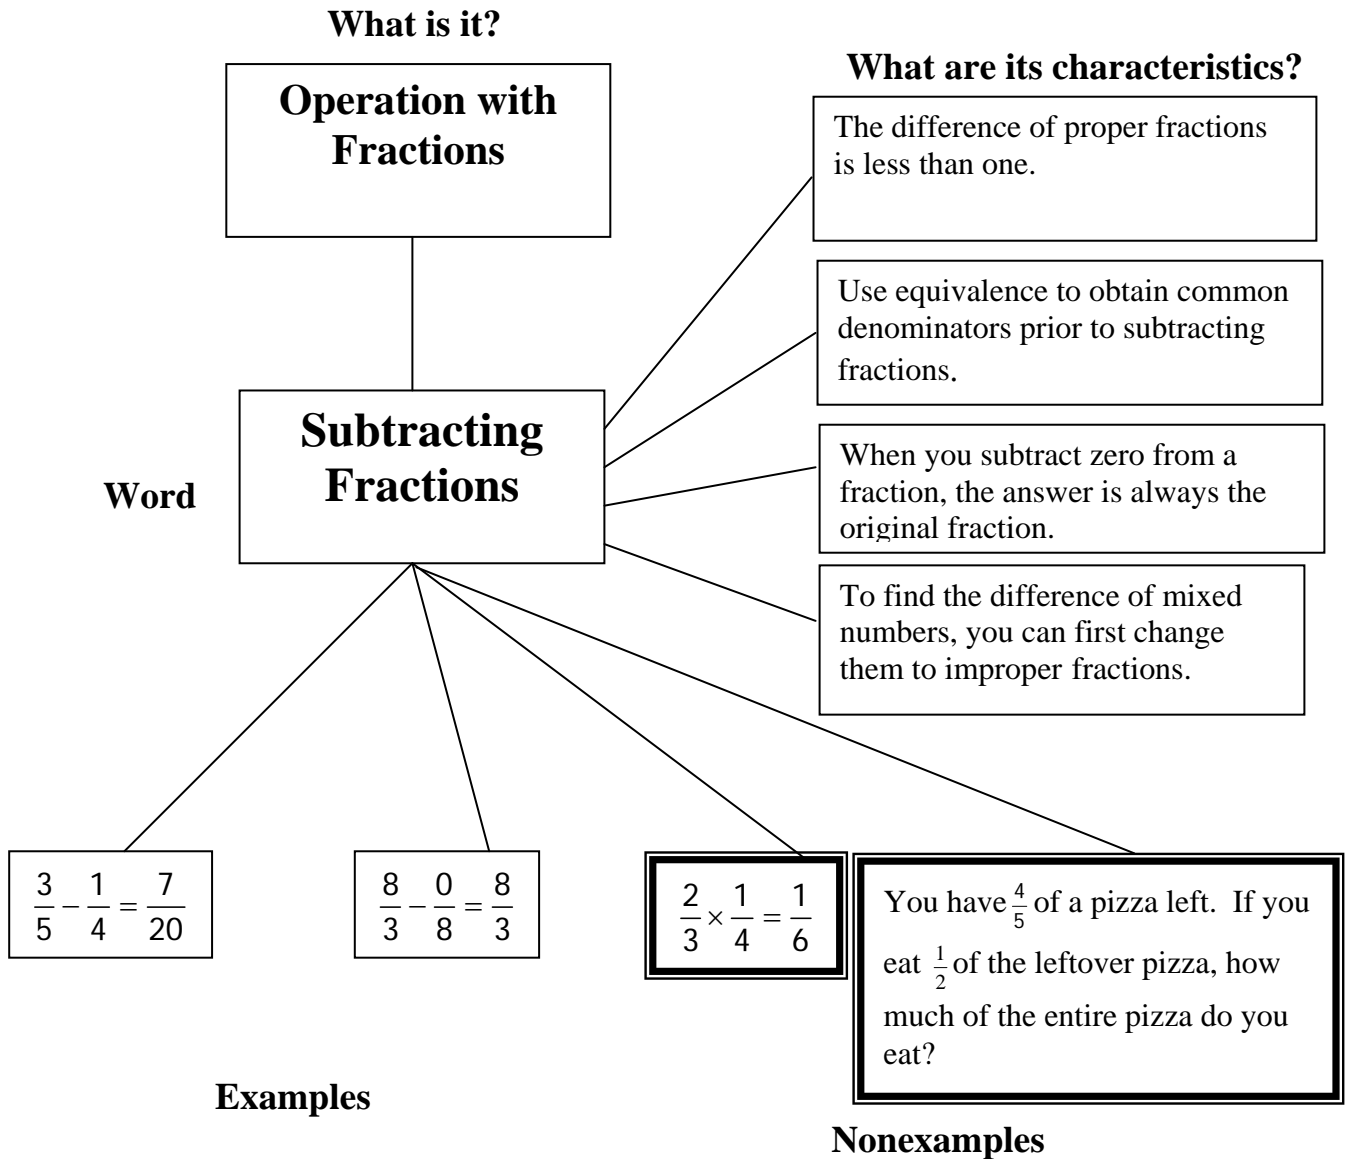 What is it?
Operation with
Fractions
What are its characteristics?
The difference of proper fractions
is less than one.
Use equivalence to obtain common
denominators prior to subtracting
fractions.
When you subtract zero from a
fraction, the answer is always the
original fraction.
To find the difference of mixed
numbers, you can first change
them to improper fractions.
Word
Subtracting
Fractions
3/5 − 1/4 = 7/20
8/3 − 0/8 = 8/3
2/3 × 1/4 = 1/6
You have 4/5 of a pizza left. If you
eat 1/2 of the leftover pizza, how
much of the entire pizza do you
eat?
Examples
Nonexamples